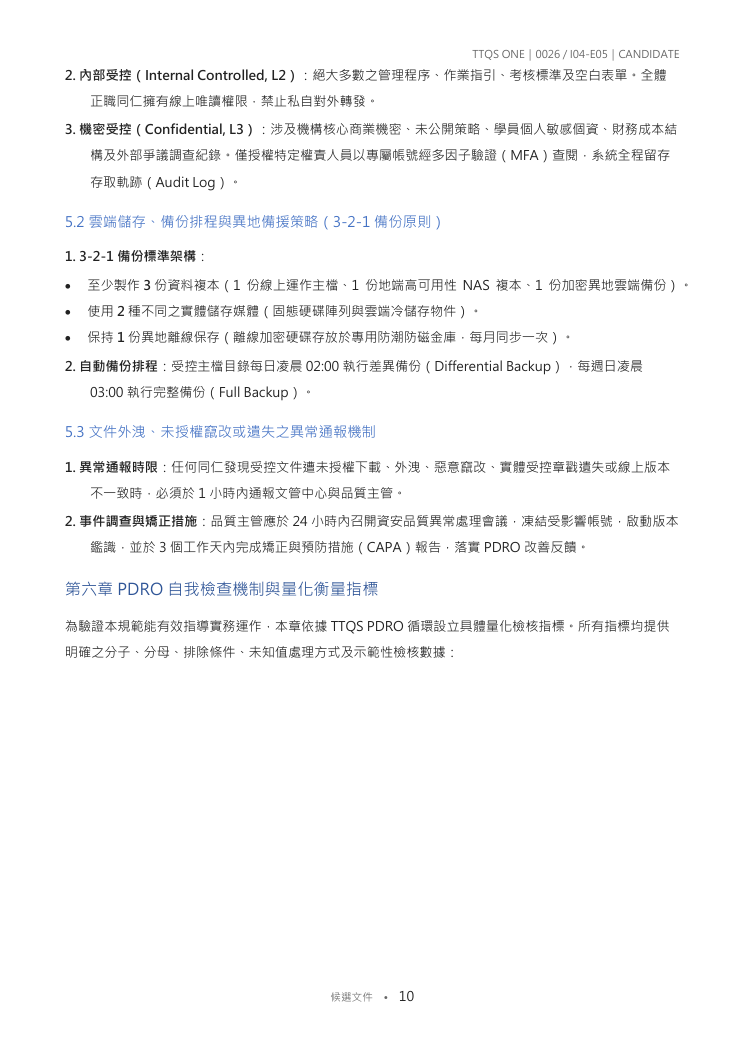 TTQS ONE | 0026 / I04-E05 | CANDIDATE
2. 內部受控（Internal Controlled, L2）：絕大多數之管理程序、作業指引、考核標準及空白表單。全體
正職同仁擁有線上唯讀權限，禁止私自對外轉發。
3. 機密受控（Confidential, L3）：涉及機構核心商業機密、未公開策略、學員個人敏感個資、財務成本結
構及外部爭議調查紀錄。僅授權特定權責人員以專屬帳號經多因子驗證（MFA）查閱，系統全程留存
存取軌跡（Audit Log）。
5.2 雲端儲存、備份排程與異地備援策略（3-2-1 備份原則）
1. 3-2-1 備份標準架構：
• 至少製作 3 份資料複本（1 份線上運作主檔、1 份地端高可用性 NAS 複本、1 份加密異地雲端備份）。
• 使用 2 種不同之實體儲存媒體（固態硬碟陣列與雲端冷儲存物件）。
• 保持 1 份異地離線保存（離線加密硬碟存放於專用防潮防磁金庫，每月同步一次）。
2. 自動備份排程：受控主檔目錄每日凌晨 02:00 執行差異備份（Differential Backup），每週日凌晨
03:00 執行完整備份（Full Backup）。
5.3 文件外洩、未授權竄改或遺失之異常通報機制
1. 異常通報時限：任何同仁發現受控文件遭未授權下載、外洩、惡意竄改、實體受控章戳遺失或線上版本
不一致時，必須於 1 小時內通報文管中心與品質主管。
2. 事件調查與矯正措施：品質主管應於 24 小時內召開資安品質異常處理會議，凍結受影響帳號，啟動版本
鑑識，並於 3 個工作天內完成矯正與預防措施（CAPA）報告，落實 PDRO 改善反饋。
第六章 PDRO 自我檢查機制與量化衡量指標
為驗證本規範能有效指導實務運作，本章依據 TTQS PDRO 循環設立具體量化檢核指標。所有指標均提供
明確之分子、分母、排除條件、未知值處理方式及示範性檢核數據：
候選文件 • 10